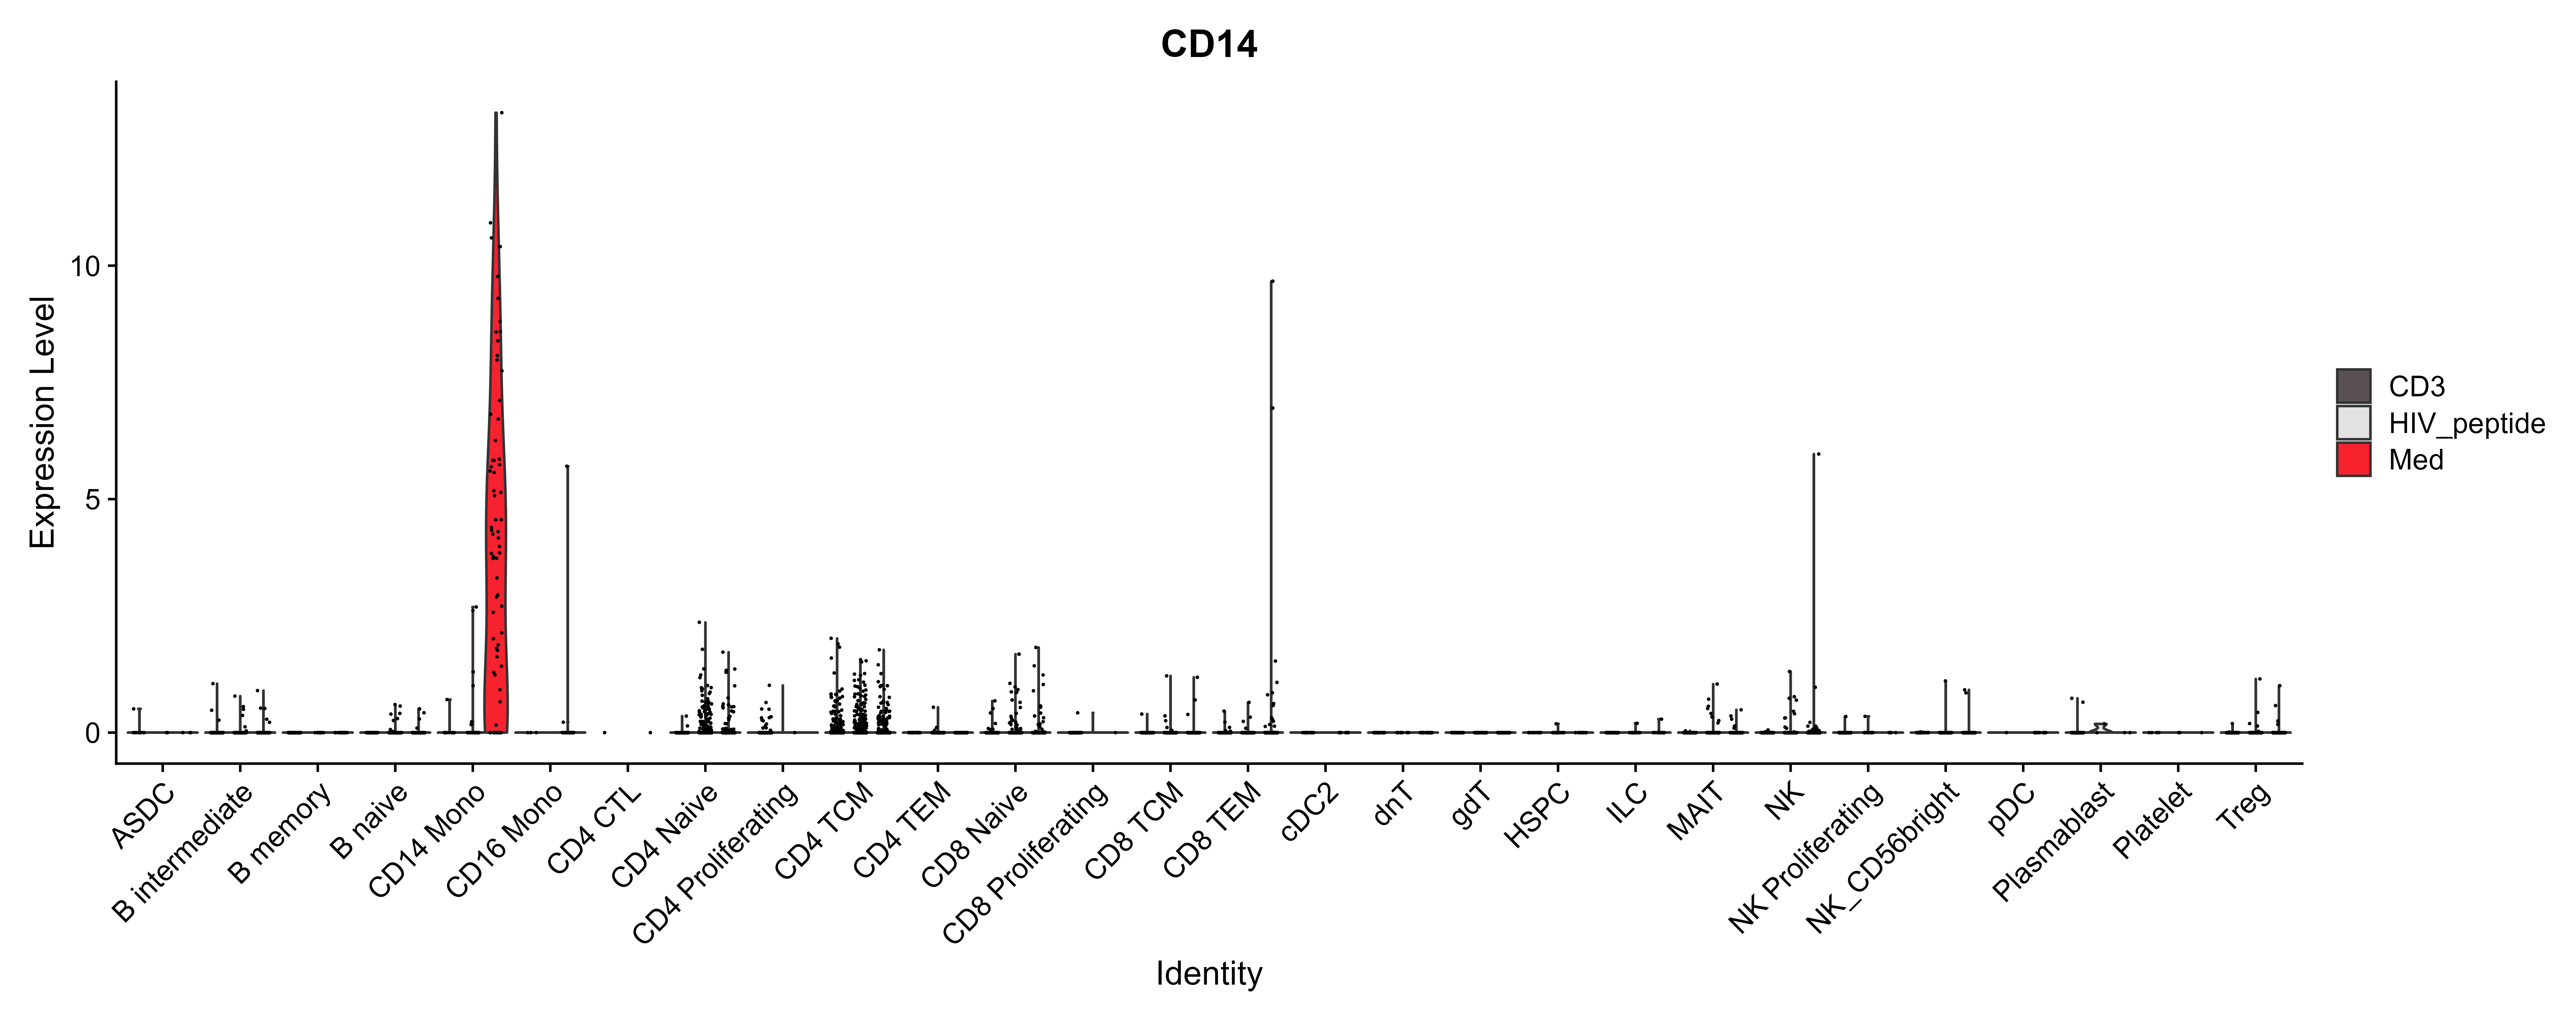 CD14
Expression Level
10
5
0
ASDC
B intermediate
B memory
B naive
CD14 Mono
CD16 Mono
CD4 CTL
CD4 Naive
CD4 Proliferating
CD4 TCM
CD4 TEM
CD8 Naive
CD8 Proliferating
CD8 TCM
CD8 TEM
cDC2
dnT
gdT
HSPC
ILC
MAIT
NK
NK Proliferating
NK_CD56bright
pDC
Plasmablast
Platelet
Treg
Identity
CD3
HIV_peptide
Med